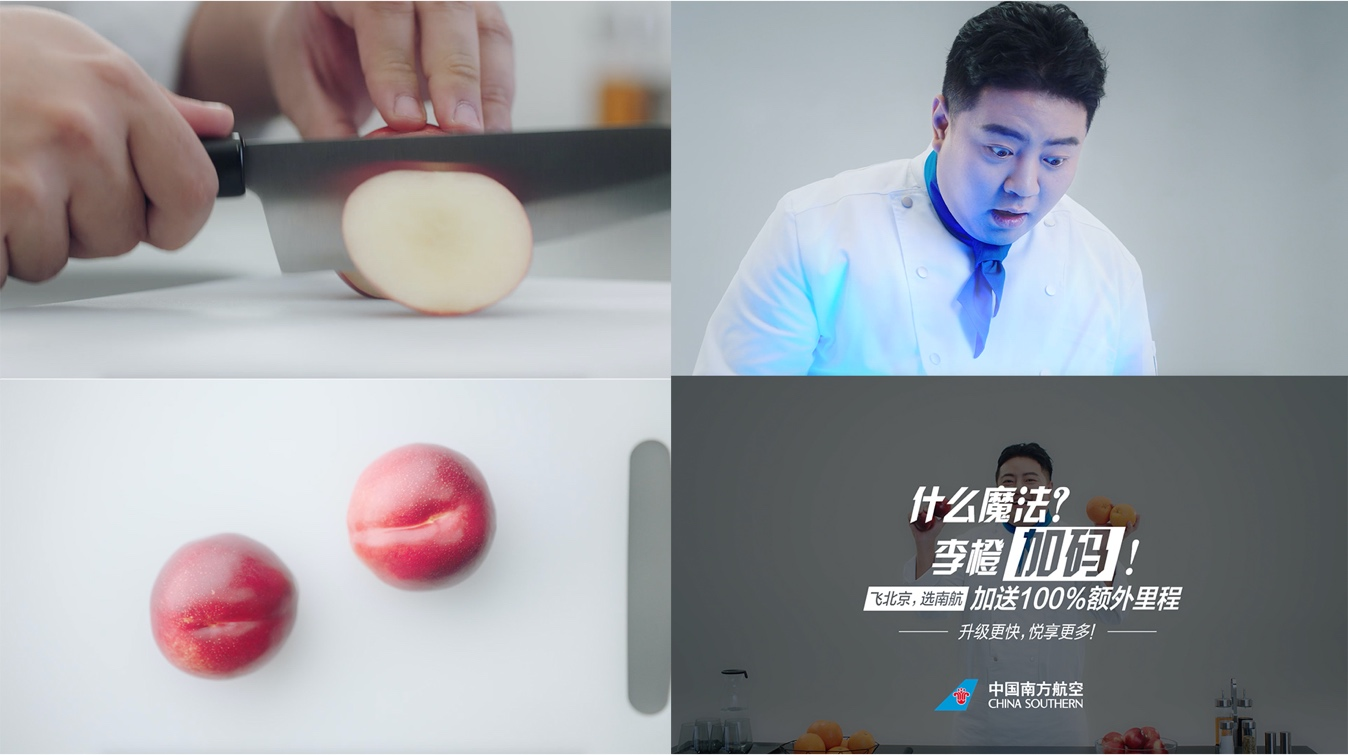 什么魔法?
李橙加码!
飞北京,选南航 加送100%额外里程
升级更快,悦享更多!
中国南方航空
CHINA SOUTHERN